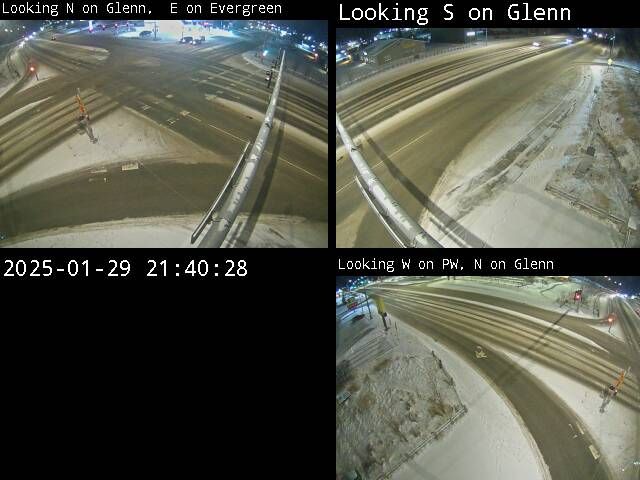 Looking N on Glenn,  E on Evergreen
Looking S on Glenn
2025-01-29 21:40:28
Looking W on PW, N on Glenn